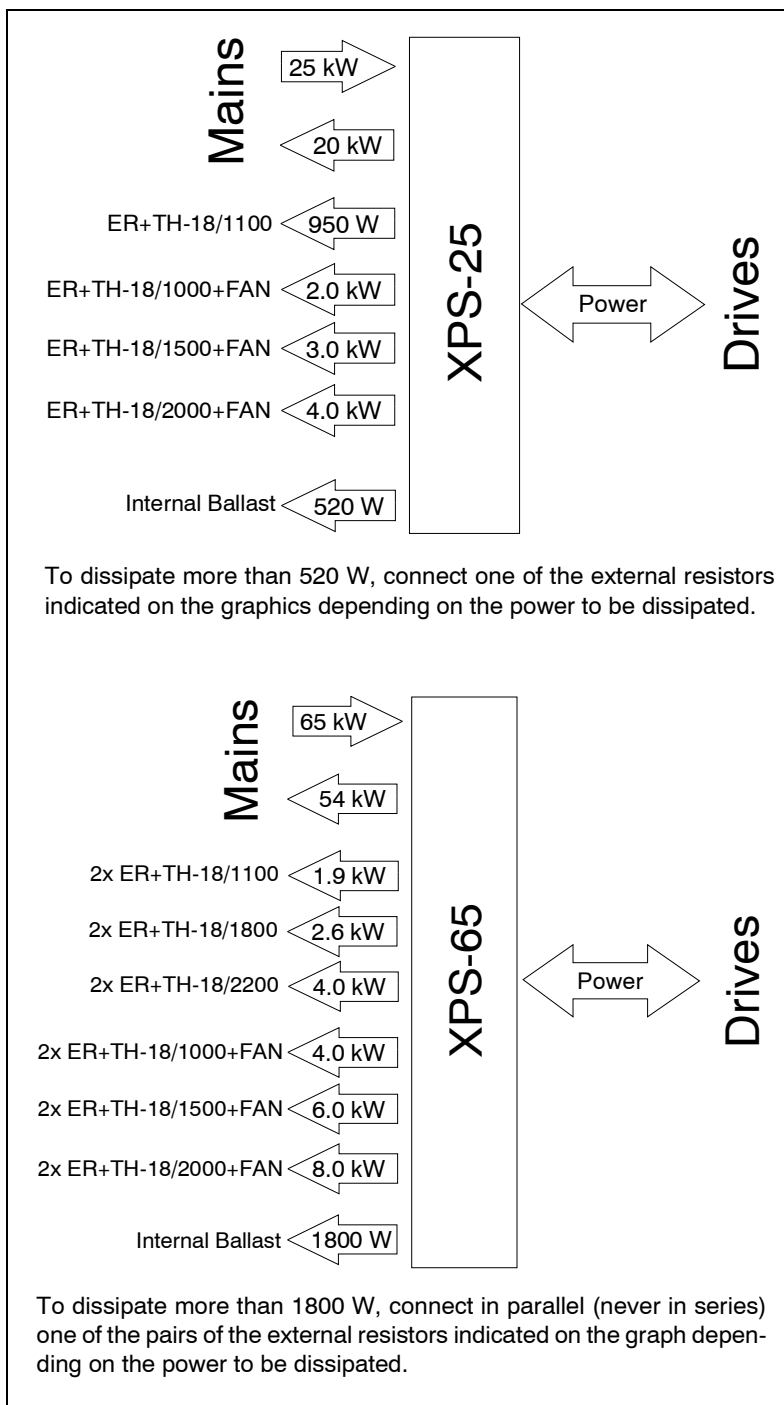 Mains
25 kW
20 kW
ER+TH-18/1100
950 W
ER+TH-18/1000+FAN
2.0 kW
ER+TH-18/1500+FAN
3.0 kW
ER+TH-18/2000+FAN
4.0 kW
Internal Ballast
520 W
XPS-25
Power
Drives
To dissipate more than 520 W, connect one of the external resistors
indicated on the graphics depending on the power to be dissipated.
Mains
65 kW
54 kW
2x ER+TH-18/1100
1.9 kW
2x ER+TH-18/1800
2.6 kW
2x ER+TH-18/2200
4.0 kW
2x ER+TH-18/1000+FAN
4.0 kW
2x ER+TH-18/1500+FAN
6.0 kW
2x ER+TH-18/2000+FAN
8.0 kW
Internal Ballast
1800 W
XPS-65
Power
Drives
To dissipate more than 1800 W, connect in parallel (never in series)
one of the pairs of the external resistors indicated on the graph depen-
ding on the power to be dissipated.